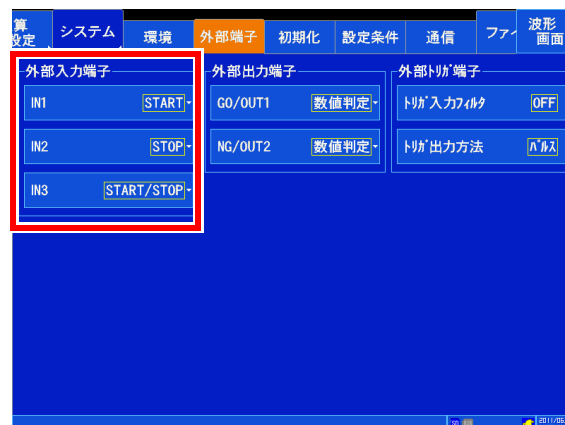 算
設定
システム
環境
外部端子
初期化
設定条件
通信
ファイ
波形
画面
外部入力端子
IN1 START
IN2 STOP
IN3 START/STOP
外部出力端子
GO/OUT1 数値判定
NG/OUT2 数値判定
外部ﾄﾘｶﾞ端子
ﾄﾘｶﾞ入力ﾌｨﾙﾀ OFF
ﾄﾘｶﾞ出力方法 ﾊﾟﾙｽ
SD